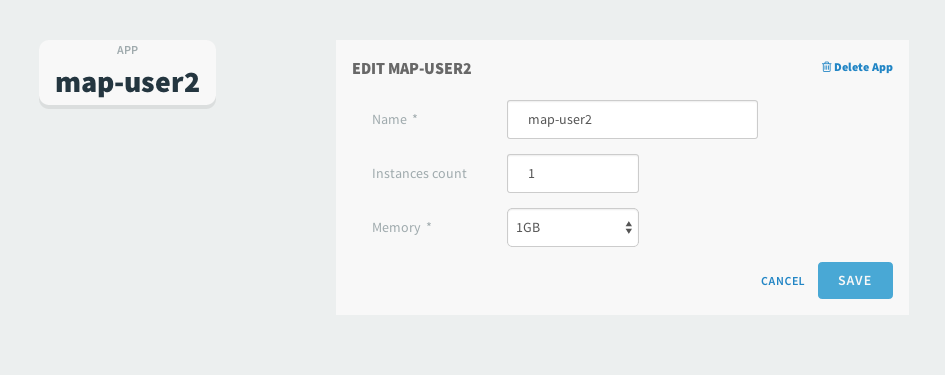 APP
map-user2
EDIT MAP-USER2
Delete App
Name *
map-user2
Instances count
1
Memory *
1GB
CANCEL
SAVE